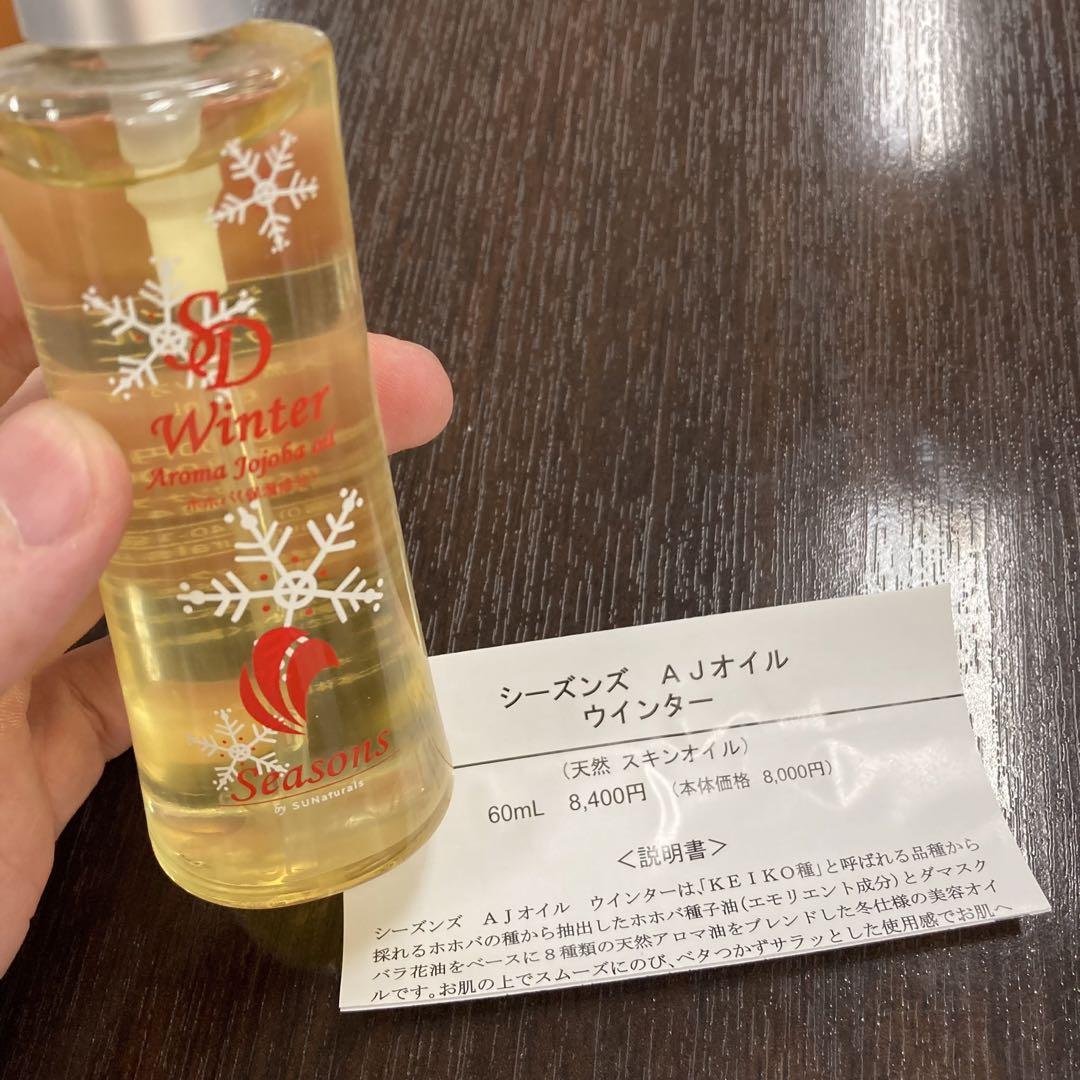 SD
Winter
Aroma Jojoba oil
Seasons
by SUNaturals
シーズンズ　ＡＪオイル
ウインター
（天然 スキンオイル）
60mL　8,400円　（本体価格 8,000円）
＜説明書＞
シーズンズ　ＡＪオイル　ウインターは､｢ＫＥＩＫＯ種｣と呼ばれる品種から
採れるホホバの種から抽出したホホバ種子油(エモリエント成分)とダマスク
バラ花油をベースに８種類の天然アロマ油をブレンドした冬仕様の美容オイ
ルです｡お肌の上でスムーズにのび､ベタつかずサラッとした使用感でお肌へ